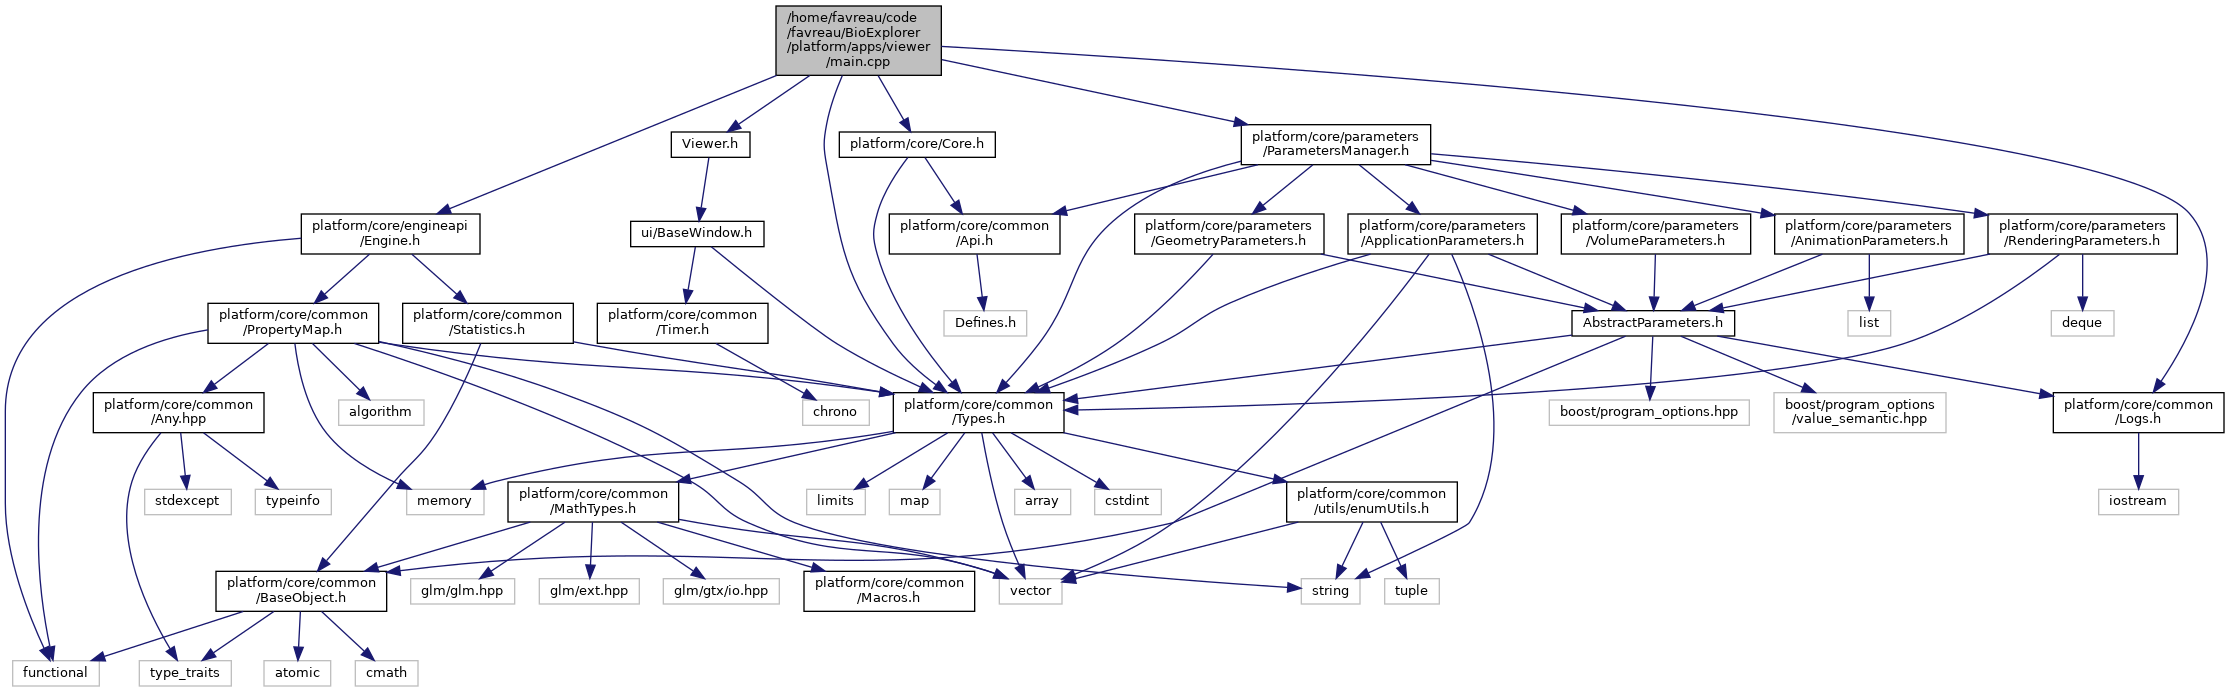 /home/favreau/code
/favreau/BioExplorer
/platform/apps/viewer
/main.cpp
Viewer.h
platform/core/Core.h
platform/core/parameters
/ParametersManager.h
platform/core/engineapi
/Engine.h
ui/BaseWindow.h
platform/core/common
/Api.h
platform/core/parameters
/GeometryParameters.h
platform/core/parameters
/ApplicationParameters.h
platform/core/parameters
/VolumeParameters.h
platform/core/parameters
/AnimationParameters.h
platform/core/parameters
/RenderingParameters.h
platform/core/common
/PropertyMap.h
platform/core/common
/Statistics.h
platform/core/common
/Timer.h
Defines.h
AbstractParameters.h
list
deque
platform/core/common
/Any.hpp
algorithm
chrono
platform/core/common
/Types.h
boost/program_options.hpp
boost/program_options
/value_semantic.hpp
platform/core/common
/Logs.h
stdexcept
typeinfo
memory
platform/core/common
/MathTypes.h
limits
map
array
cstdint
platform/core/common
/utils/enumUtils.h
iostream
platform/core/common
/BaseObject.h
glm/glm.hpp
glm/ext.hpp
glm/gtx/io.hpp
platform/core/common
/Macros.h
vector
string
tuple
functional
type_traits
atomic
cmath